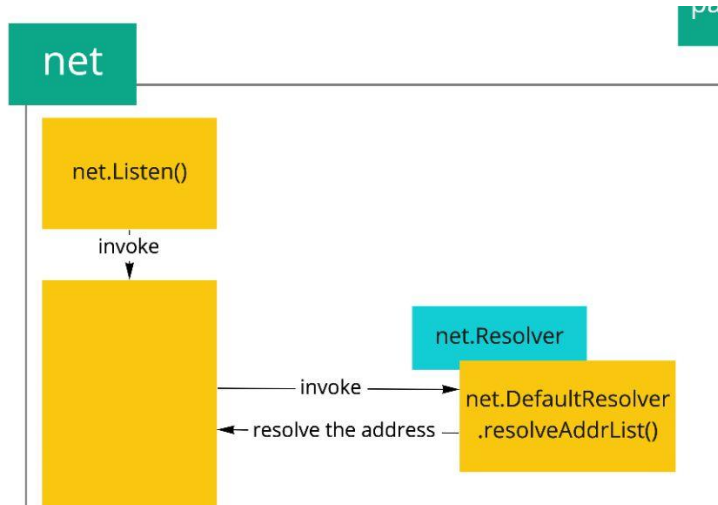 net
net.Listen()
invoke
net.Resolver
invoke
net.DefaultResolver
.resolveAddrList()
resolve the address